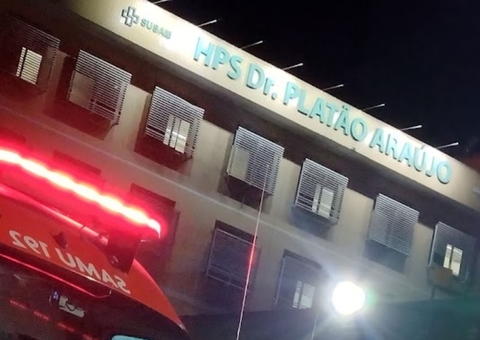 SUSAM
HPS Dr. PLATÃO ARAÚJO
SAMU 192